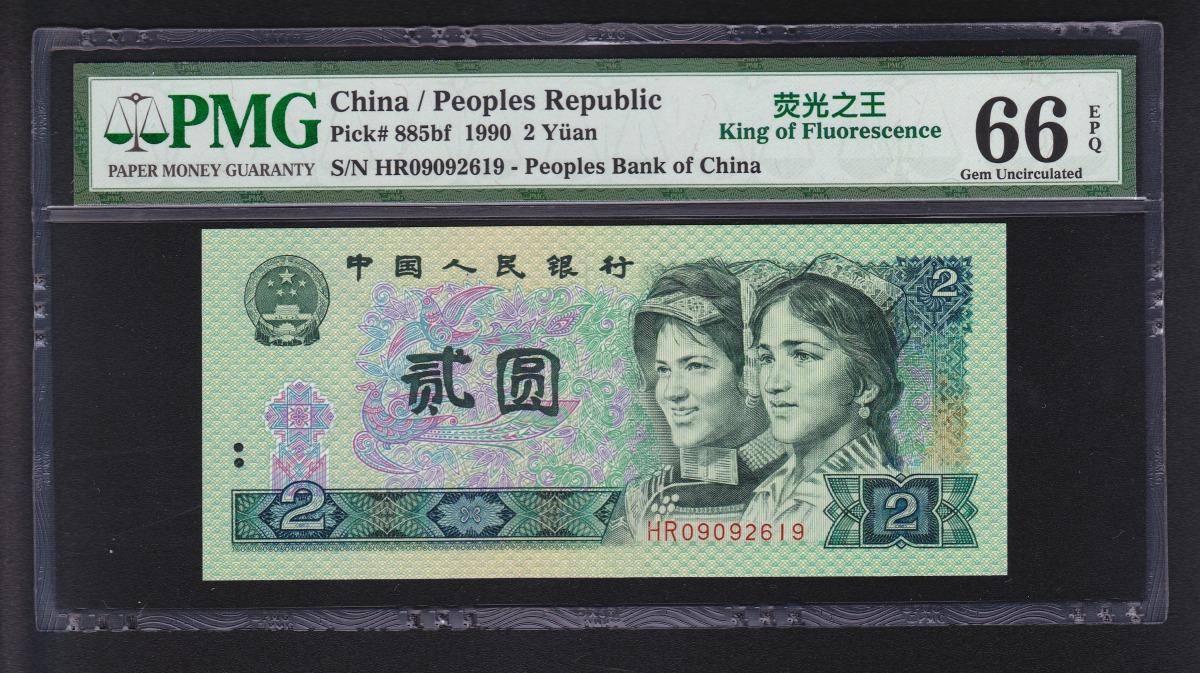 PMG
PAPER MONEY GUARANTY
China / Peoples Republic
Pick# 885bf 1990 2 Yüan
S/N HR09092619 - Peoples Bank of China
荧光之王
King of Fluorescence
66
EPQ
Gem Uncirculated
中国人民银行
2
贰圆
2
HR09092619
2